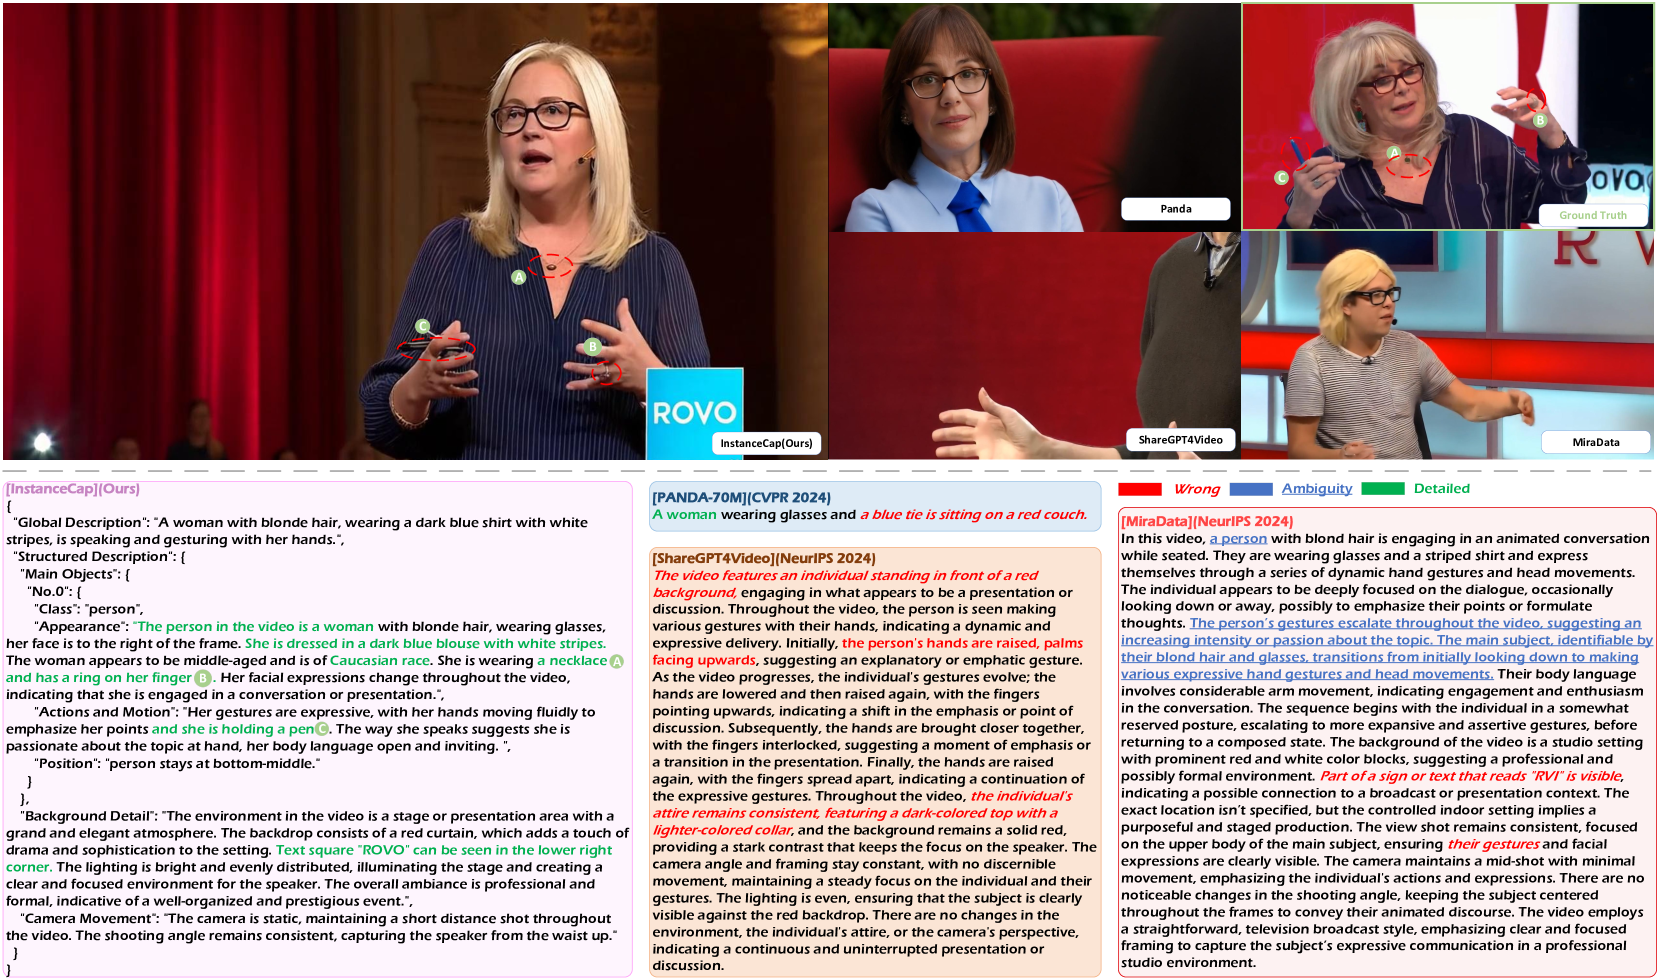 Panda
Ground Truth
OVO
R V
C
A
B
A
C
B
ROVO
InstanceCap(Ours)
ShareGPT4Video
MiraData
[InstanceCap](Ours)
{
"Global Description": "A woman with blonde hair, wearing a dark blue shirt with white
stripes, is speaking and gesturing with her hands.",
"Structured Description": {
"Main Objects": {
"No.0": {
"Class": "person",
"Appearance": "The person in the video is a woman with blonde hair, wearing glasses,
her face is to the right of the frame. She is dressed in a dark blue blouse with white stripes.
The woman appears to be middle-aged and is of Caucasian race. She is wearing a necklace A
and has a ring on her finger B. Her facial expressions change throughout the video,
indicating that she is engaged in a conversation or presentation.",
"Actions and Motion": "Her gestures are expressive, with her hands moving fluidly to
emphasize her points and she is holding a pen C. The way she speaks suggests she is
passionate about the topic at hand, her body language open and inviting. ",
"Position": "person stays at bottom-middle."
}
},
"Background Detail": "The environment in the video is a stage or presentation area with a
grand and elegant atmosphere. The backdrop consists of a red curtain, which adds a touch of
drama and sophistication to the setting. Text square "ROVO" can be seen in the lower right
corner. The lighting is bright and evenly distributed, illuminating the stage and creating a
clear and focused environment for the speaker. The overall ambiance is professional and
formal, indicative of a well-organized and prestigious event.",
"Camera Movement": "The camera is static, maintaining a short distance shot throughout
the video. The shooting angle remains consistent, capturing the speaker from the waist up."
}
}
[PANDA-70M](CVPR 2024)
A woman wearing glasses and a blue tie is sitting on a red couch.
[ShareGPT4Video](NeurIPS 2024)
The video features an individual standing in front of a red
background, engaging in what appears to be a presentation or
discussion. Throughout the video, the person is seen making
various gestures with their hands, indicating a dynamic and
expressive delivery. Initially, the person's hands are raised, palms
facing upwards, suggesting an explanatory or emphatic gesture.
As the video progresses, the individual's gestures evolve; the
hands are lowered and then raised again, with the fingers
pointing upwards, indicating a shift in the emphasis or point of
discussion. Subsequently, the hands are brought closer together,
with the fingers interlocked, suggesting a moment of emphasis or
a transition in the presentation. Finally, the hands are raised
again, with the fingers spread apart, indicating a continuation of
the expressive gestures. Throughout the video, the individual's
attire remains consistent, featuring a dark-colored top with a
lighter-colored collar, and the background remains a solid red,
providing a stark contrast that keeps the focus on the speaker. The
camera angle and framing stay constant, with no discernible
movement, maintaining a steady focus on the individual and their
gestures. The lighting is even, ensuring that the subject is clearly
visible against the red backdrop. There are no changes in the
environment, the individual's attire, or the camera's perspective,
indicating a continuous and uninterrupted presentation or
discussion.
Wrong Ambiguity Detailed
[MiraData](NeurIPS 2024)
In this video, a person with blond hair is engaging in an animated conversation
while seated. They are wearing glasses and a striped shirt and express
themselves through a series of dynamic hand gestures and head movements.
The individual appears to be deeply focused on the dialogue, occasionally
looking down or away, possibly to emphasize their points or formulate
thoughts. The person's gestures escalate throughout the video, suggesting an
increasing intensity or passion about the topic. The main subject, identifiable by
their blond hair and glasses, transitions from initially looking down to making
various expressive hand gestures and head movements. Their body language
involves considerable arm movement, indicating engagement and enthusiasm
in the conversation. The sequence begins with the individual in a somewhat
reserved posture, escalating to more expansive and assertive gestures, before
returning to a composed state. The background of the video is a studio setting
with prominent red and white color blocks, suggesting a professional and
possibly formal environment. Part of a sign or text that reads "RVI" is visible,
indicating a possible connection to a broadcast or presentation context. The
exact location isn't specified, but the controlled indoor setting implies a
purposeful and staged production. The view shot remains consistent, focused
on the upper body of the main subject, ensuring their gestures and facial
expressions are clearly visible. The camera maintains a mid-shot with minimal
movement, emphasizing the individual's actions and expressions. There are no
noticeable changes in the shooting angle, keeping the subject centered
throughout the frames to convey their animated discourse. The video employs
a straightforward, television broadcast style, emphasizing clear and focused
framing to capture the subject's expressive communication in a professional
studio environment.